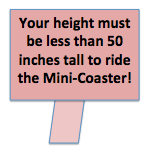 Your height must
be less than 50
inches tall to ride
the Mini-Coaster!